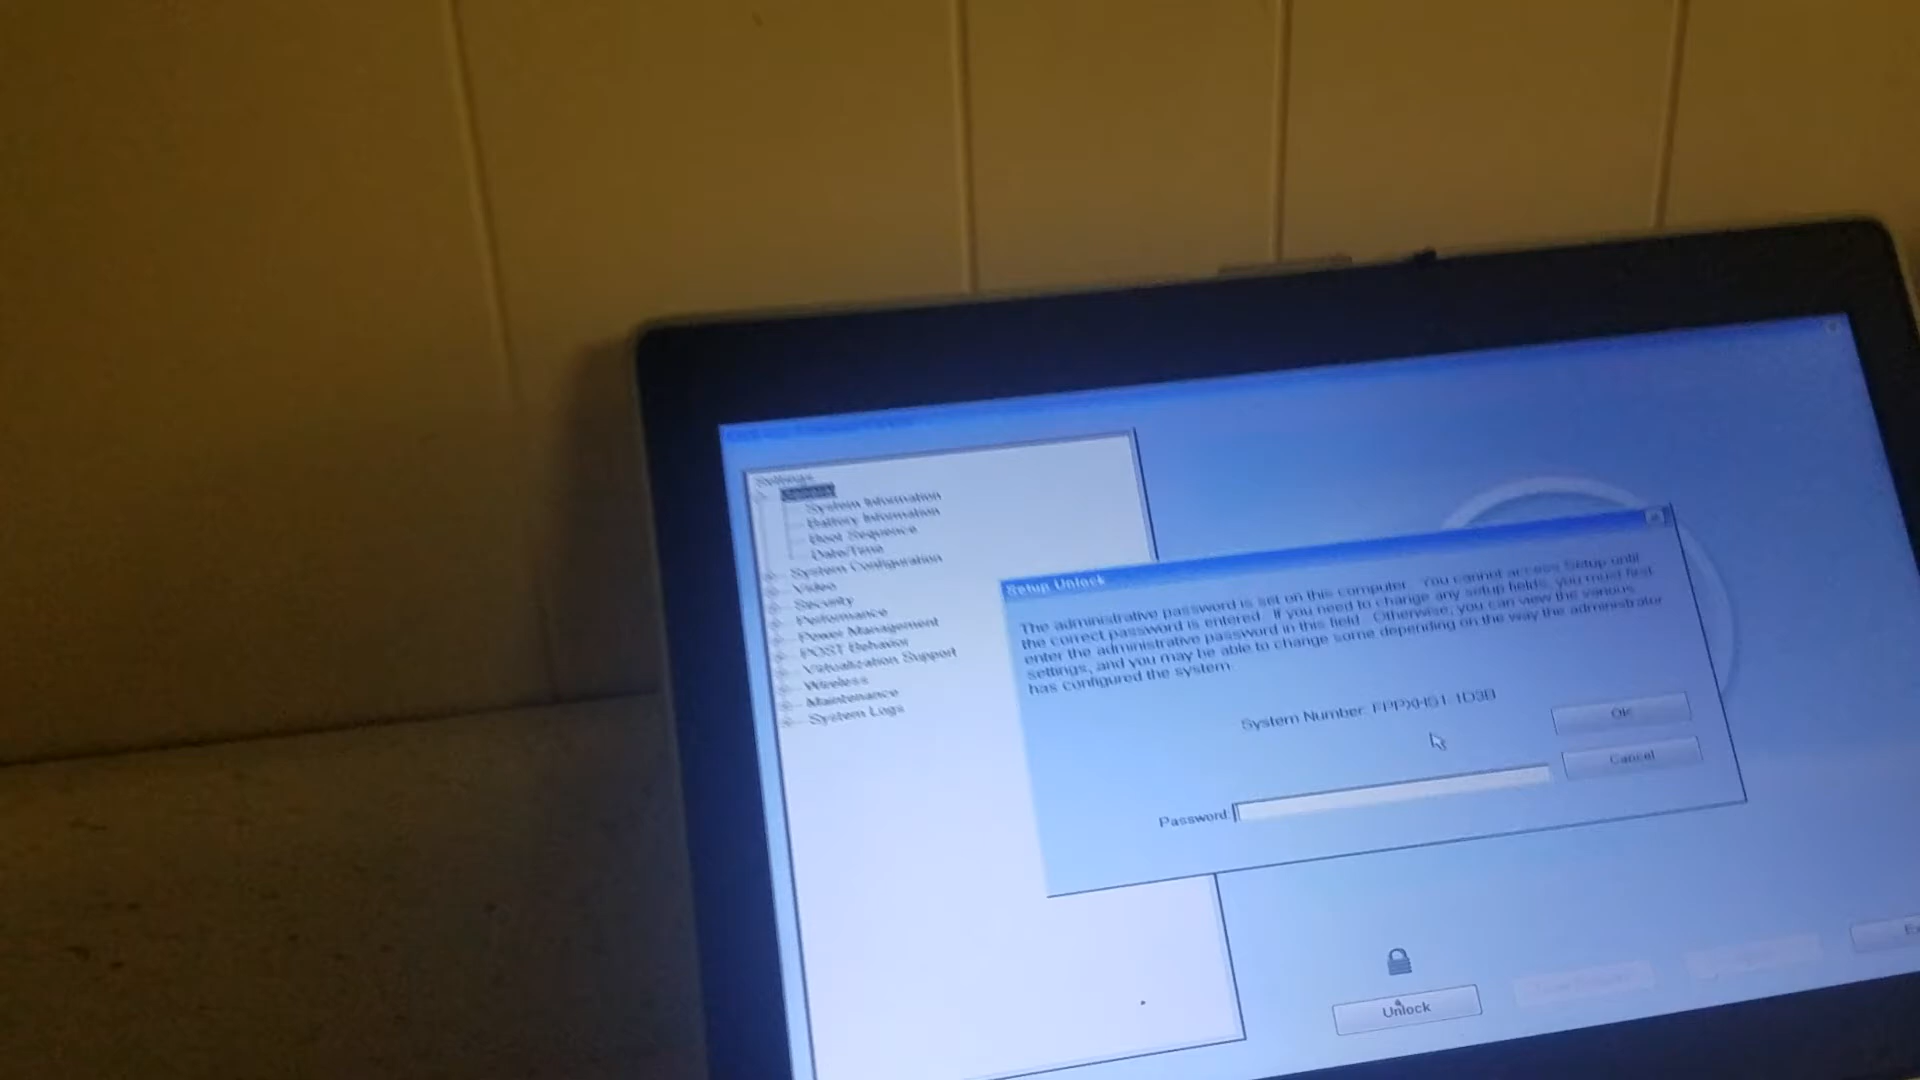 Settings
General
System Information
Battery Information
Boot Sequence
Date/Time
System Configuration
Video
Security
Performance
Power Management
POST Behavior
Virtualization Support
Wireless
Maintenance
System Logs
Setup Unlock
The administrative password is set on this computer. You cannot access Setup until
the correct password is entered. If you need to change any setup fields, you must first
enter the administrative password in this field. Otherwise, you can view the various
settings, and you may be able to change some depending on the way the administrator
has configured the system.
System Number:
OK
Cancel
Password:
Unlock